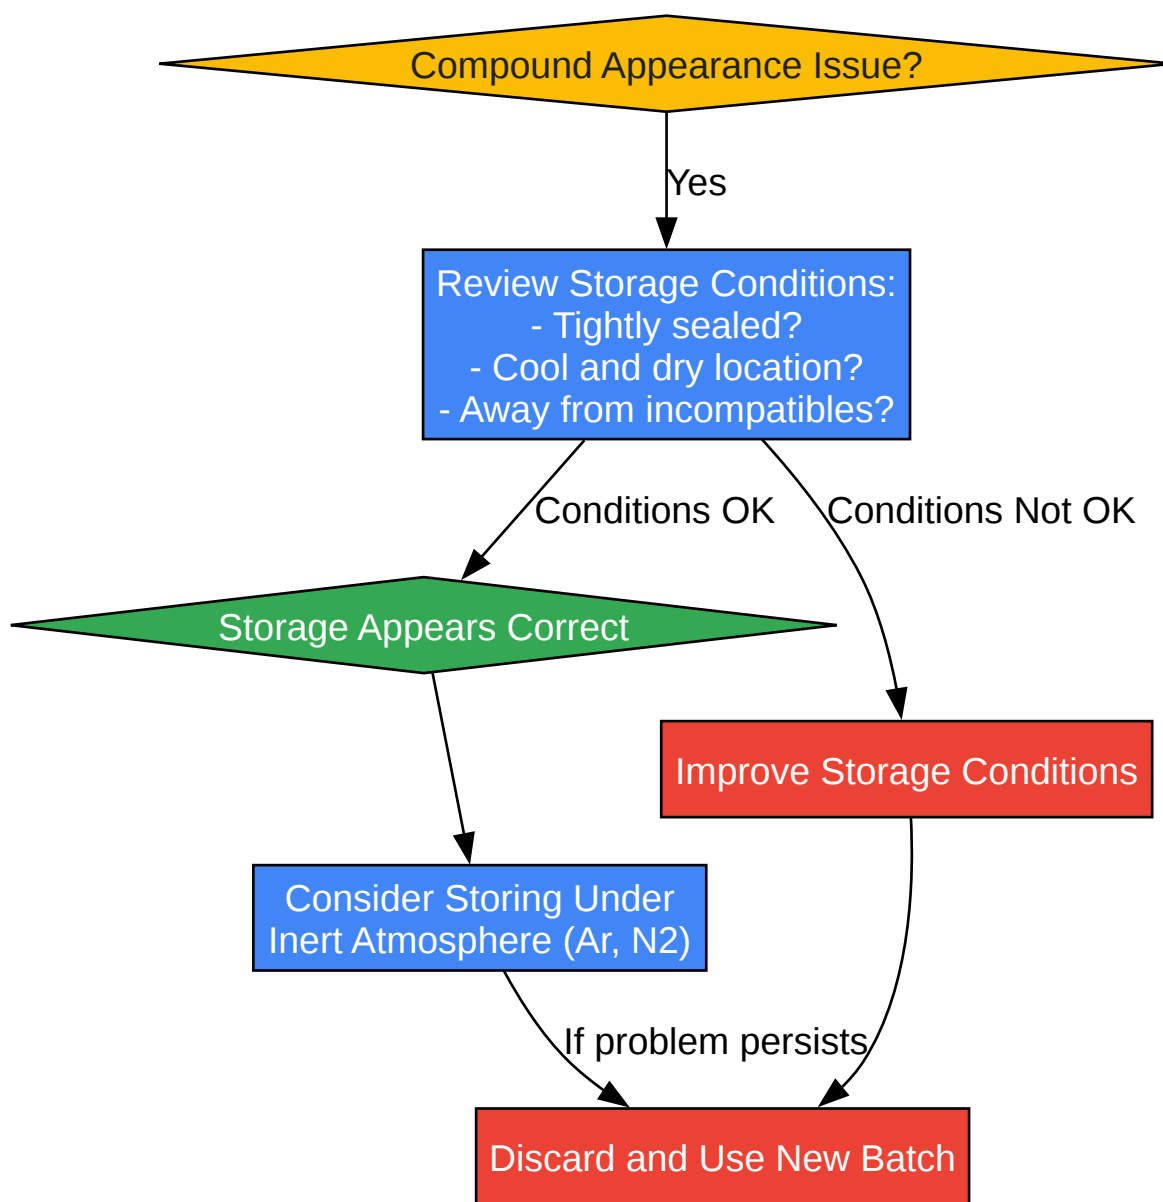 Compound Appearance Issue?
Yes
Review Storage Conditions:
- Tightly sealed?
- Cool and dry location?
- Away from incompatibles?
Conditions OK
Conditions Not OK
Storage Appears Correct
Improve Storage Conditions
Consider Storing Under
Inert Atmosphere (Ar, N2)
If problem persists
Discard and Use New Batch